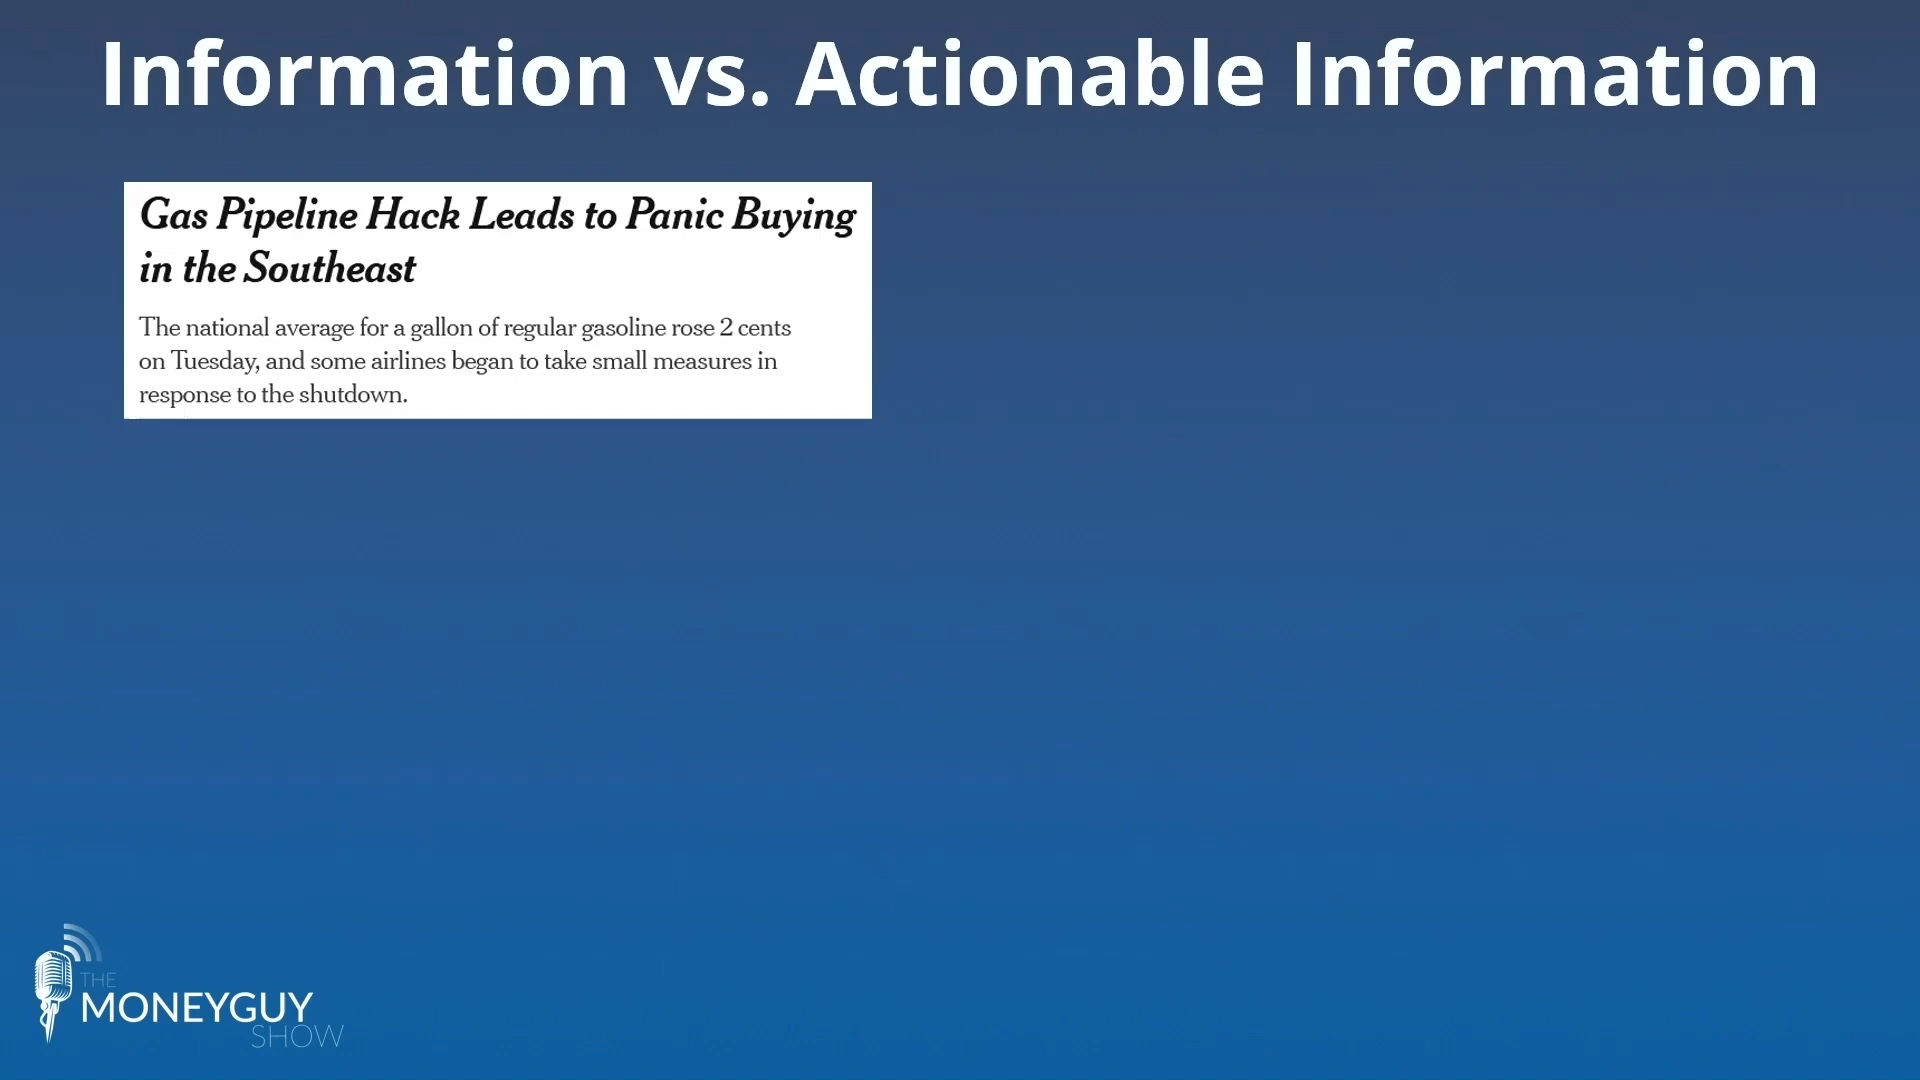 Information vs. Actionable Information
Gas Pipeline Hack Leads to Panic Buying
in the Southeast
The national average for a gallon of regular gasoline rose 2 cents
on Tuesday, and some airlines began to take small measures in
response to the shutdown.
THE
MONEYGUY
SHOW